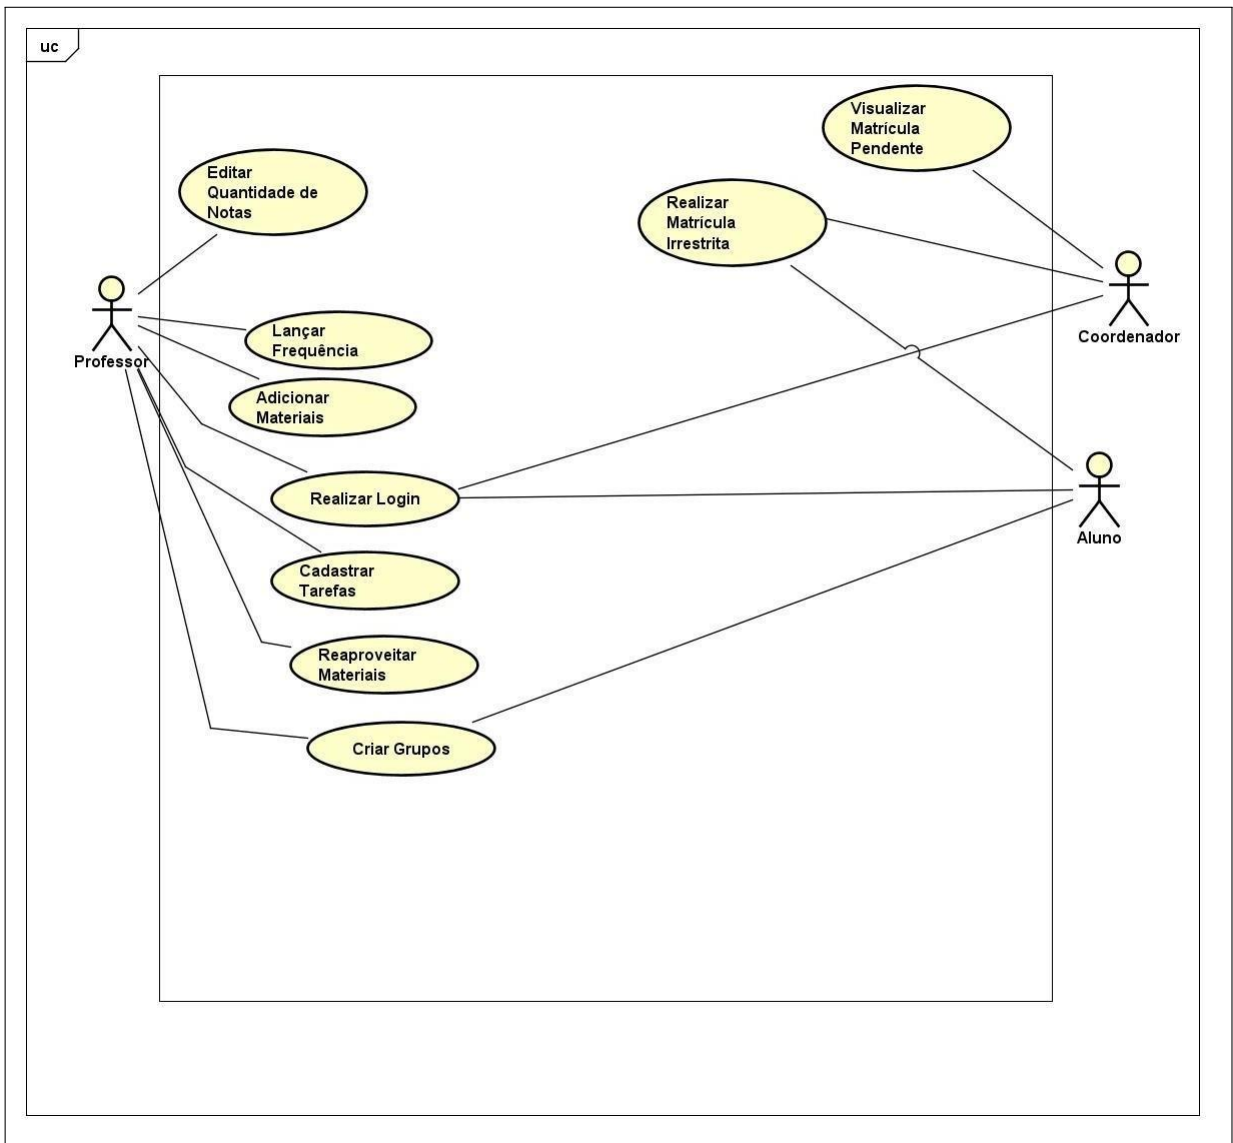 uc
Visualizar
Matrícula
Pendente
Editar
Quantidade de
Notas
Realizar
Matrícula
Irrestrita
Coordenador
Professor
Lançar
Frequência
Adicionar
Materiais
Realizar Login
Aluno
Cadastrar
Tarefas
Reaproveitar
Materiais
Criar Grupos